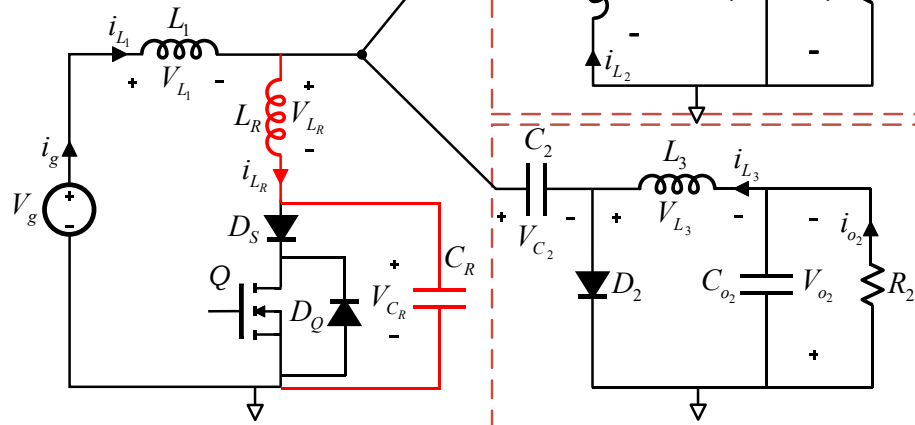 i_{L_1}
L_1
+ V_{L_1} -
L_R
+ V_{L_R} -
i_{L_R}
i_g
V_g
+
-
D_S
Q
D_Q
+ V_{C_R} -
C_R
-
i_{L_2}
-
C_2
+ V_{C_2} -
L_3
i_{L_3}
+ V_{L_3} -
D_2
C_{o_2}
- V_{o_2} +
i_{o_2}
R_2